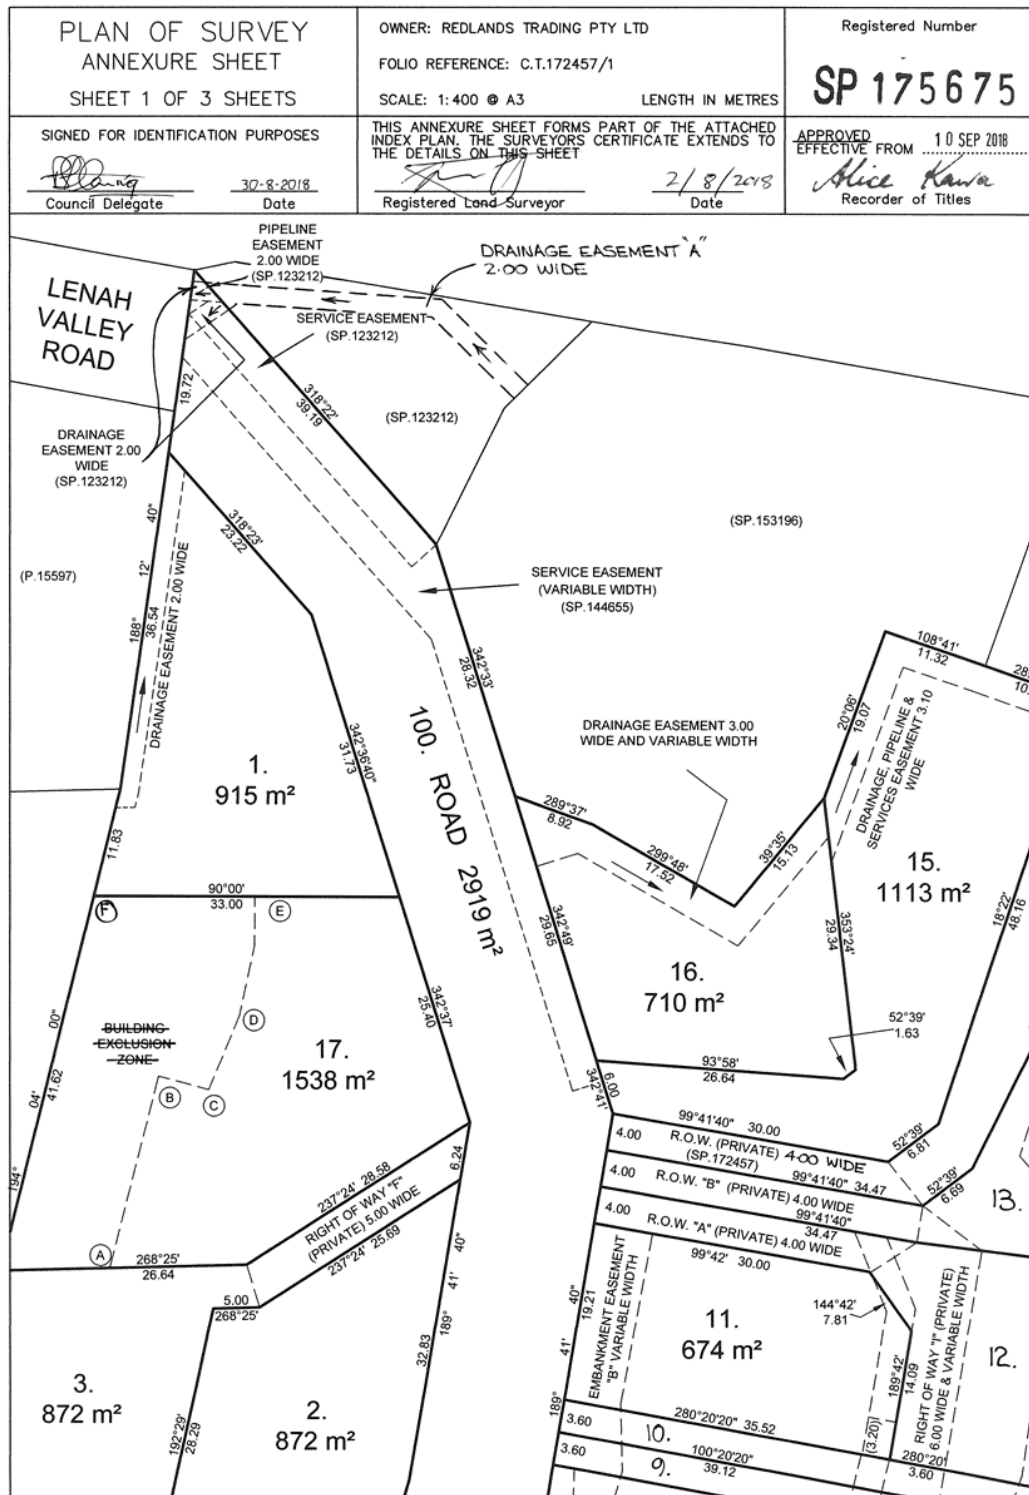 PLAN OF SURVEY
ANNEXURE SHEET
SHEET 1 OF 3 SHEETS
OWNER: REDLANDS TRADING PTY LTD
FOLIO REFERENCE: C.T.172457/1
SCALE: 1:400 @ A3
LENGTH IN METRES
Registered Number
SP 175675
SIGNED FOR IDENTIFICATION PURPOSES
30-8-2018
Council Delegate
Date
THIS ANNEXURE SHEET FORMS PART OF THE ATTACHED
INDEX PLAN. THE SURVEYORS CERTIFICATE EXTENDS TO
THE DETAILS ON THIS SHEET
2/8/2018
Registered Land Surveyor
Date
APPROVED
EFFECTIVE FROM 10 SEP 2018
Alice Kawa
Recorder of Titles
PIPELINE
EASEMENT
2.00 WIDE
(SP.123212)
DRAINAGE EASEMENT "A"
2.00 WIDE
LENAH
VALLEY
ROAD
SERVICE EASEMENT
(SP.123212)
19.72
318°22'
39.19
(SP.123212)
DRAINAGE
EASEMENT 2.00
WIDE
(SP.123212)
318°23'
23.22
(SP.153196)
(P.15597)
188° 12' 40"
36.54
DRAINAGE EASEMENT 2.00 WIDE
SERVICE EASEMENT
(VARIABLE WIDTH)
(SP.144655)
342°33'
28.32
108°41'
11.32
28
10.
20°06'
19.07
DRAINAGE, PIPELINE &
SERVICES EASEMENT 3.10
WIDE
342°36'40"
31.73
100. ROAD 2919 m²
DRAINAGE EASEMENT 3.00
WIDE AND VARIABLE WIDTH
1.
915 m²
289°37'
8.92
299°48'
17.52
39°35'
15.13
11.83
15.
1113 m²
18°22'
48.16
90°00'
33.00
F
E
342°49'
29.65
353°24'
29.34
16.
710 m²
342°37'
25.40
D
BUILDING
EXCLUSION
ZONE
17.
1538 m²
52°39'
1.63
194° 04' 00"
41.62
B
C
93°58'
26.64
6.00
342°41'
99°41'40" 30.00
4.00
R.O.W. (PRIVATE) 4.00 WIDE
(SP.172457)
52°39'
6.81
99°41'40" 34.47
4.00
R.O.W. "B" (PRIVATE) 4.00 WIDE
52°39'
6.69
13.
99°41'40"
34.47
4.00
R.O.W. "A" (PRIVATE) 4.00 WIDE
99°42' 30.00
237°24' 28.58
RIGHT OF WAY "F"
(PRIVATE) 5.00 WIDE
237°24' 25.69
6.24
A
268°25'
26.64
5.00
268°25'
189° 41' 40"
32.83
189° 41' 40"
19.21
EMBANKMENT EASEMENT
"B" VARIABLE WIDTH
11.
674 m²
144°42'
7.81
189°42'
14.09
RIGHT OF WAY "I" (PRIVATE)
6.00 WIDE & VARIABLE WIDTH
12.
3.
872 m²
192°29'
28.29
2.
872 m²
3.60
280°20'20" 35.52
10.
(3.20)
280°20'
3.60
3.60
9.
100°20'20"
39.12